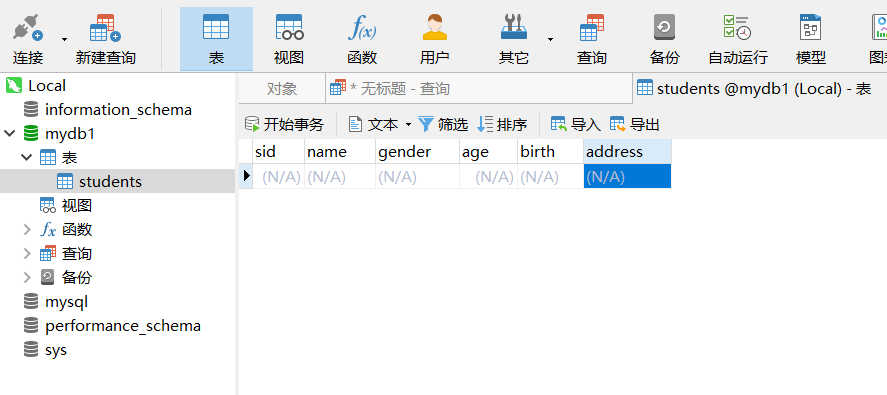 连接 新建查询 表 视图 函数 用户 其它 查询 备份 自动运行 模型
Local
information_schema
mydb1
表
students
视图
函数
查询
备份
mysql
performance_schema
sys
对象 * 无标题 - 查询 students @mydb1 (Local) - 表
开始事务 文本 筛选 排序 导入 导出
sid name gender age birth address
(N/A) (N/A) (N/A) (N/A) (N/A) (N/A)